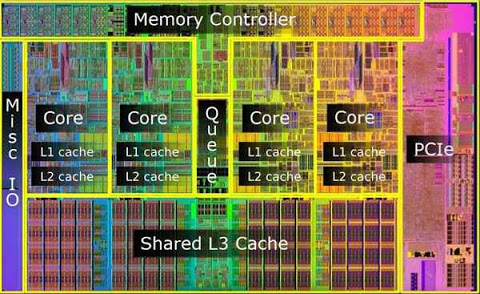 Memory Controller
Misc IO
Core
Core
Queue
Core
Core
PCIe
L1 cache
L1 cache
L1 cache
L1 cache
L2 cache
L2 cache
L2 cache
L2 cache
Shared L3 Cache